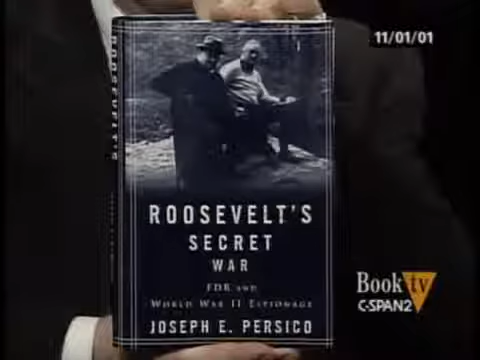 11/01/01
ROOSEVELT'S
ROOSEVELT'S
SECRET
WAR
FDR AND
WORLD WAR II ESPIONAGE
JOSEPH E. PERSICO
Book tv
C-SPAN2